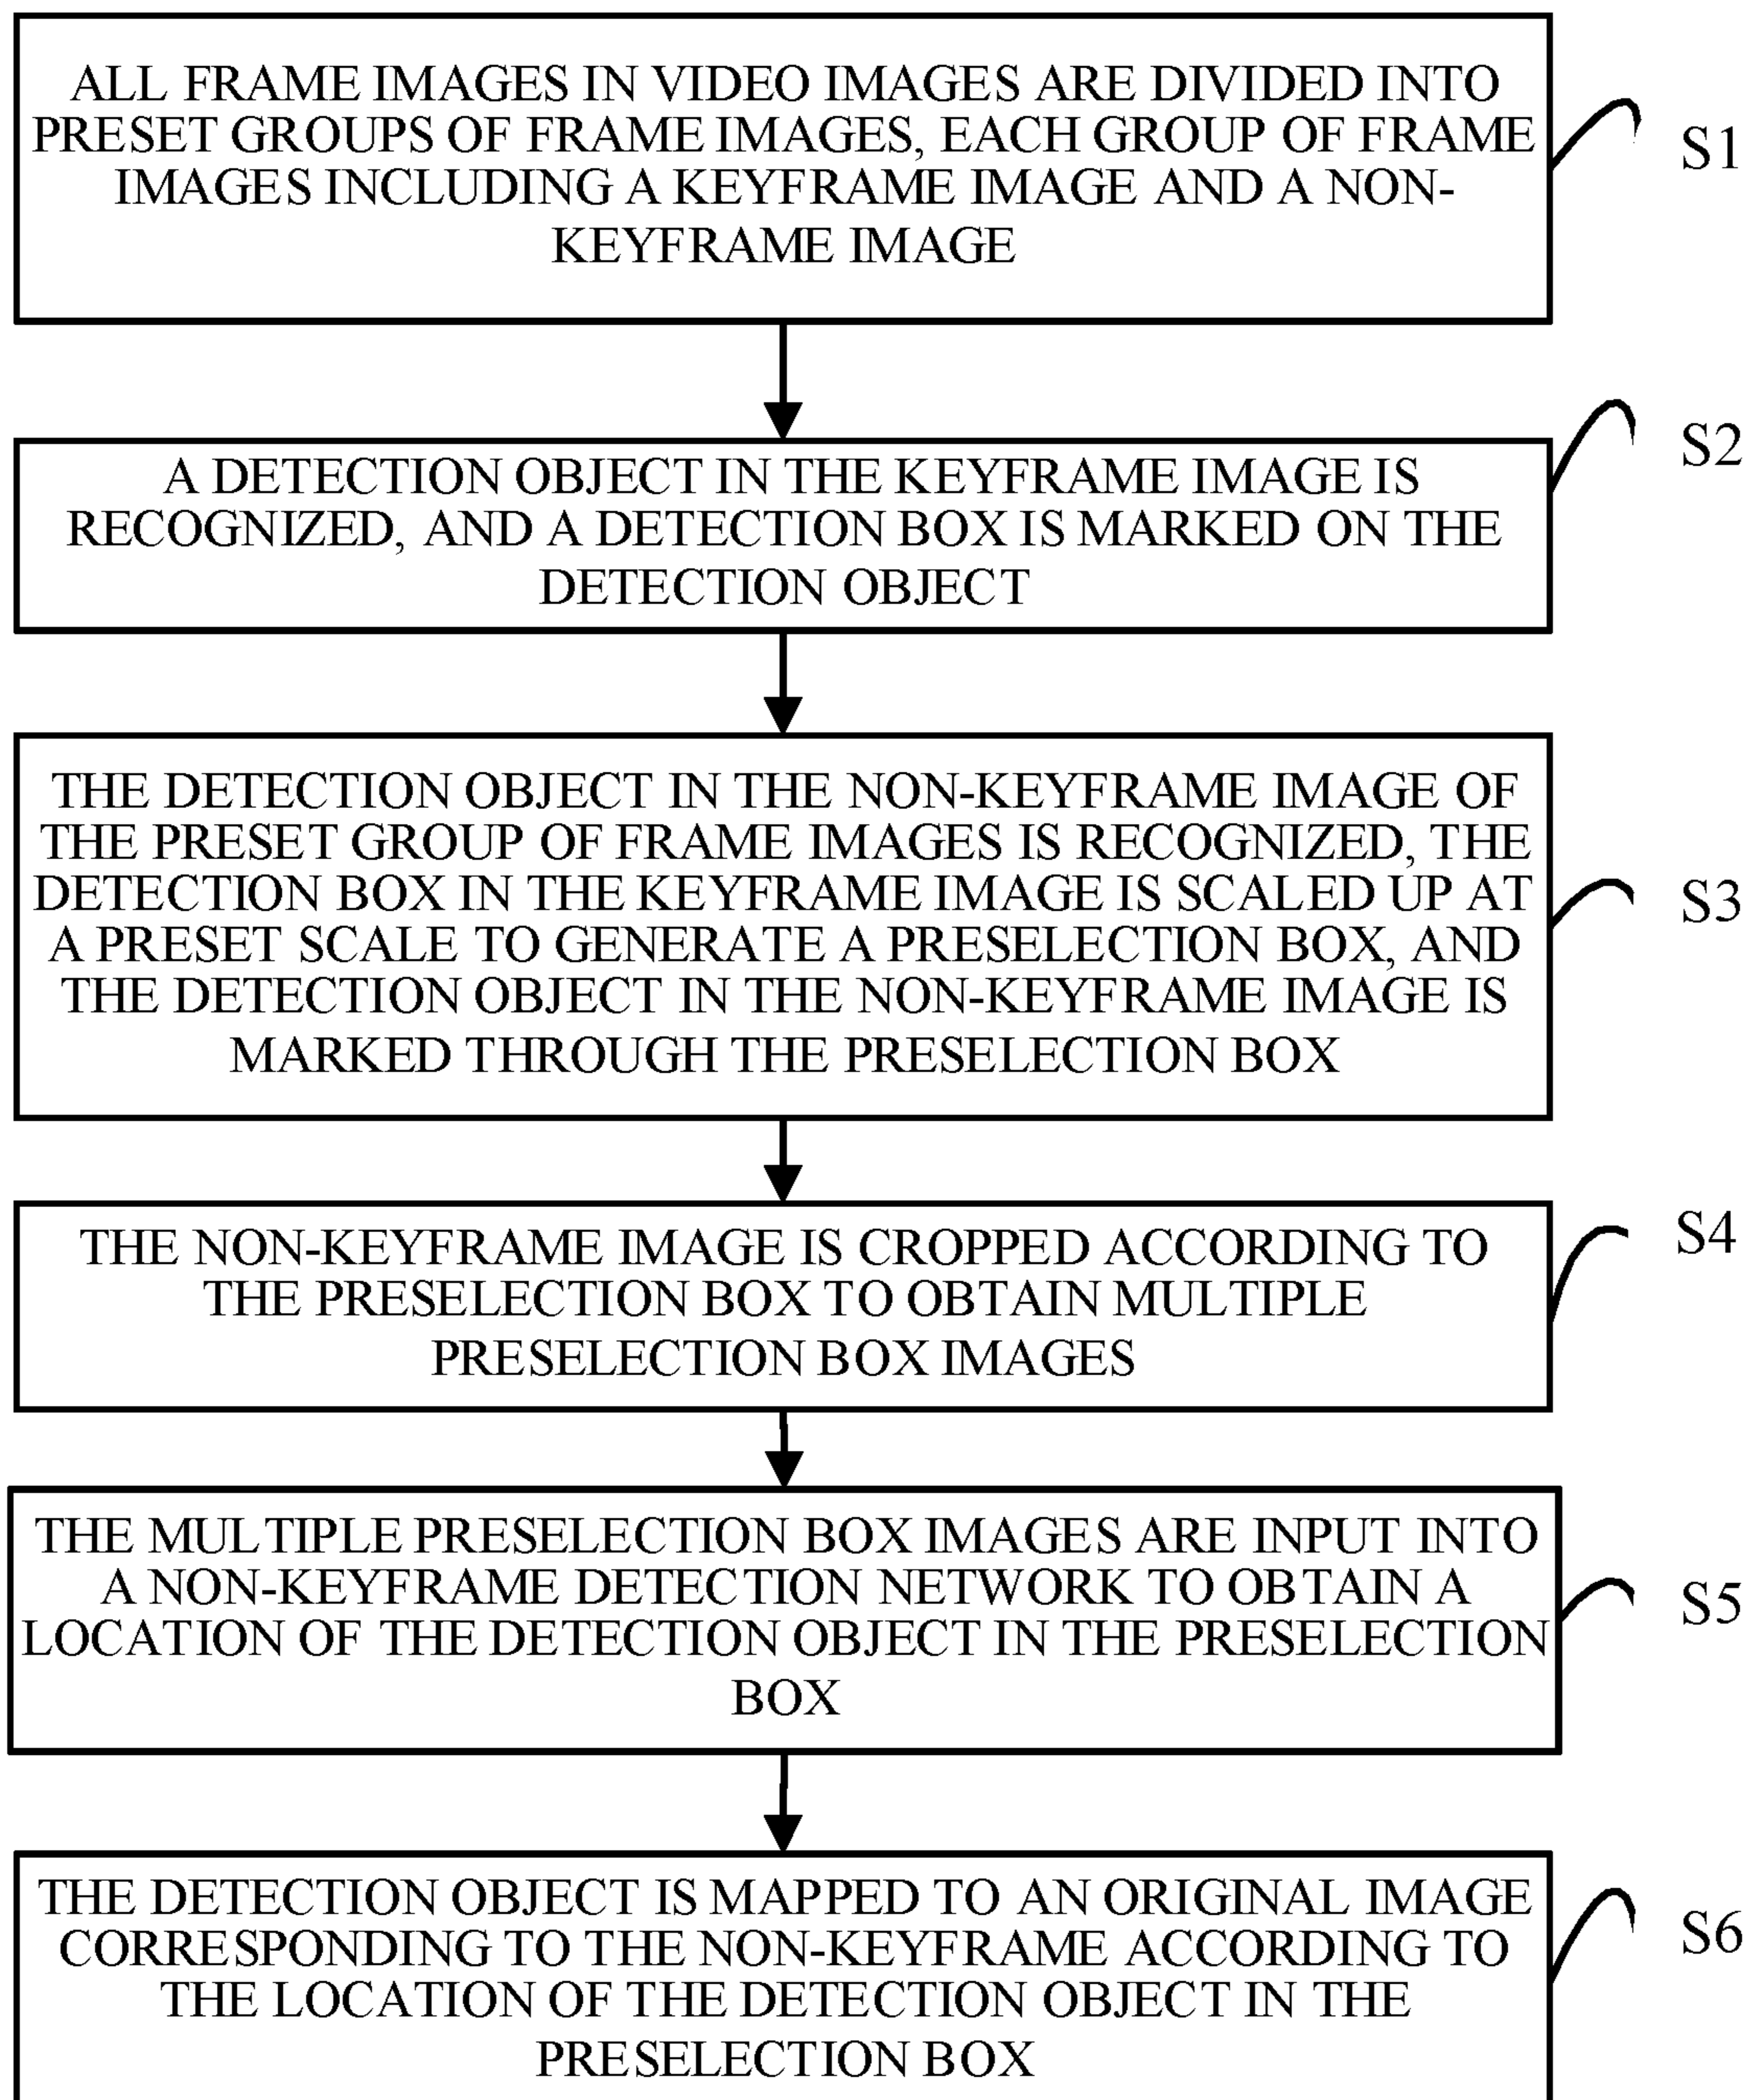 ALL FRAME IMAGES IN VIDEO IMAGES ARE DIVIDED INTO
PRESET GROUPS OF FRAME IMAGES, EACH GROUP OF FRAME
IMAGES INCLUDING A KEYFRAME IMAGE AND A NON-
KEYFRAME IMAGE
S1
A DETECTION OBJECT IN THE KEYFRAME IMAGE IS
RECOGNIZED, AND A DETECTION BOX IS MARKED ON THE
DETECTION OBJECT
S2
THE DETECTION OBJECT IN THE NON-KEYFRAME IMAGE OF
THE PRESET GROUP OF FRAME IMAGES IS RECOGNIZED, THE
DETECTION BOX IN THE KEYFRAME IMAGE IS SCALED UP AT
A PRESET SCALE TO GENERATE A PRESELECTION BOX, AND
THE DETECTION OBJECT IN THE NON-KEYFRAME IMAGE IS
MARKED THROUGH THE PRESELECTION BOX
S3
THE NON-KEYFRAME IMAGE IS CROPPED ACCORDING TO
THE PRESELECTION BOX TO OBTAIN MULTIPLE
PRESELECTION BOX IMAGES
S4
THE MULTIPLE PRESELECTION BOX IMAGES ARE INPUT INTO
A NON-KEYFRAME DETECTION NETWORK TO OBTAIN A
LOCATION OF THE DETECTION OBJECT IN THE PRESELECTION
BOX
S5
THE DETECTION OBJECT IS MAPPED TO AN ORIGINAL IMAGE
CORRESPONDING TO THE NON-KEYFRAME ACCORDING TO
THE LOCATION OF THE DETECTION OBJECT IN THE
PRESELECTION BOX
S6